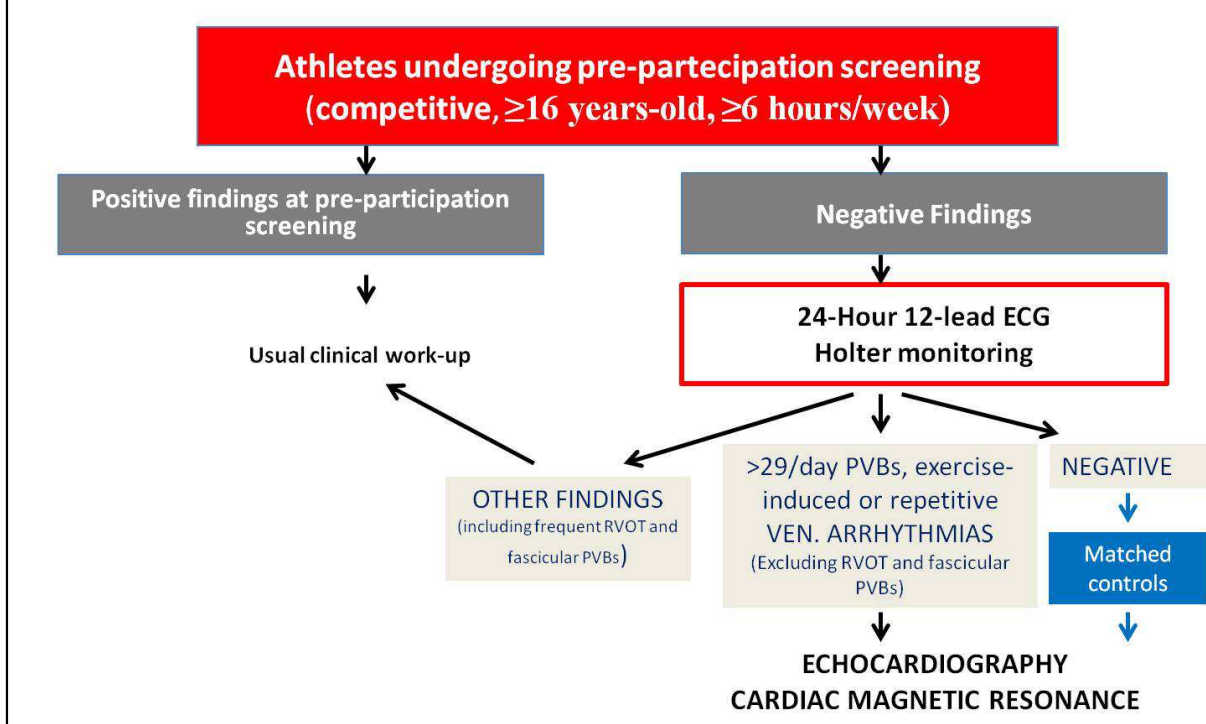 Athletes undergoing pre-partecipation screening
(competitive, ≥16 years-old, ≥6 hours/week)
Positive findings at pre-participation
screening
Negative Findings
24-Hour 12-lead ECG
Holter monitoring
Usual clinical work-up
OTHER FINDINGS
(including frequent RVOT and
fascicular PVBs)
>29/day PVBs, exercise-
induced or repetitive
VEN. ARRHYTHMIAS
(Excluding RVOT and fascicular
PVBs)
NEGATIVE
Matched
controls
ECHOCARDIOGRAPHY
CARDIAC MAGNETIC RESONANCE